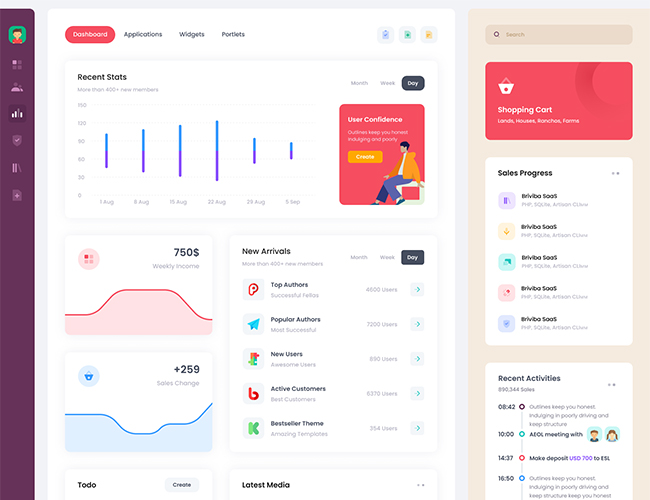 Dashboard
Applications
Widgets
Portlets
Recent Stats
More than 400+ new members
Month
Week
Day
150
120
90
60
30
0
1 Aug
8 Aug
15 Aug
22 Aug
29 Aug
5 Sep
User Confidence
Outlines keep you honest
indulging in poorly
Create
750$
Weekly Income
+259
Sales Change
New Arrivals
More than 400+ new members
Month
Week
Day
Top Authors
Successful Fellas
4600 Users
Popular Authors
Most Successful
7200 Users
New Users
Awesome Users
890 Users
Active Customers
Best Customers
6370 Users
Bestseller Theme
Amazing Templates
354 Users
Todo
Create
Latest Media
Search
Shopping Cart
Lands, Houses, Ranchos, Farms
Sales Progress
Briviba SaaS
PHP, SQLite, Artisan CLIмм
Briviba SaaS
PHP, SQLite, Artisan CLIмм
Briviba SaaS
PHP, SQLite, Artisan CLIмм
Briviba SaaS
PHP, SQLite, Artisan CLIмм
Briviba SaaS
PHP, SQLite, Artisan CLIмм
Recent Activities
890,344 Sales
08:42
Outlines keep you honest.
Indulging in poorly driving and
keep structure
10:00
AEOL meeting with
14:37
Make deposit USD 700 to ESL
16:50
Outlines keep you honest.
Indulging in poorly driving and
keep structure keep your honest